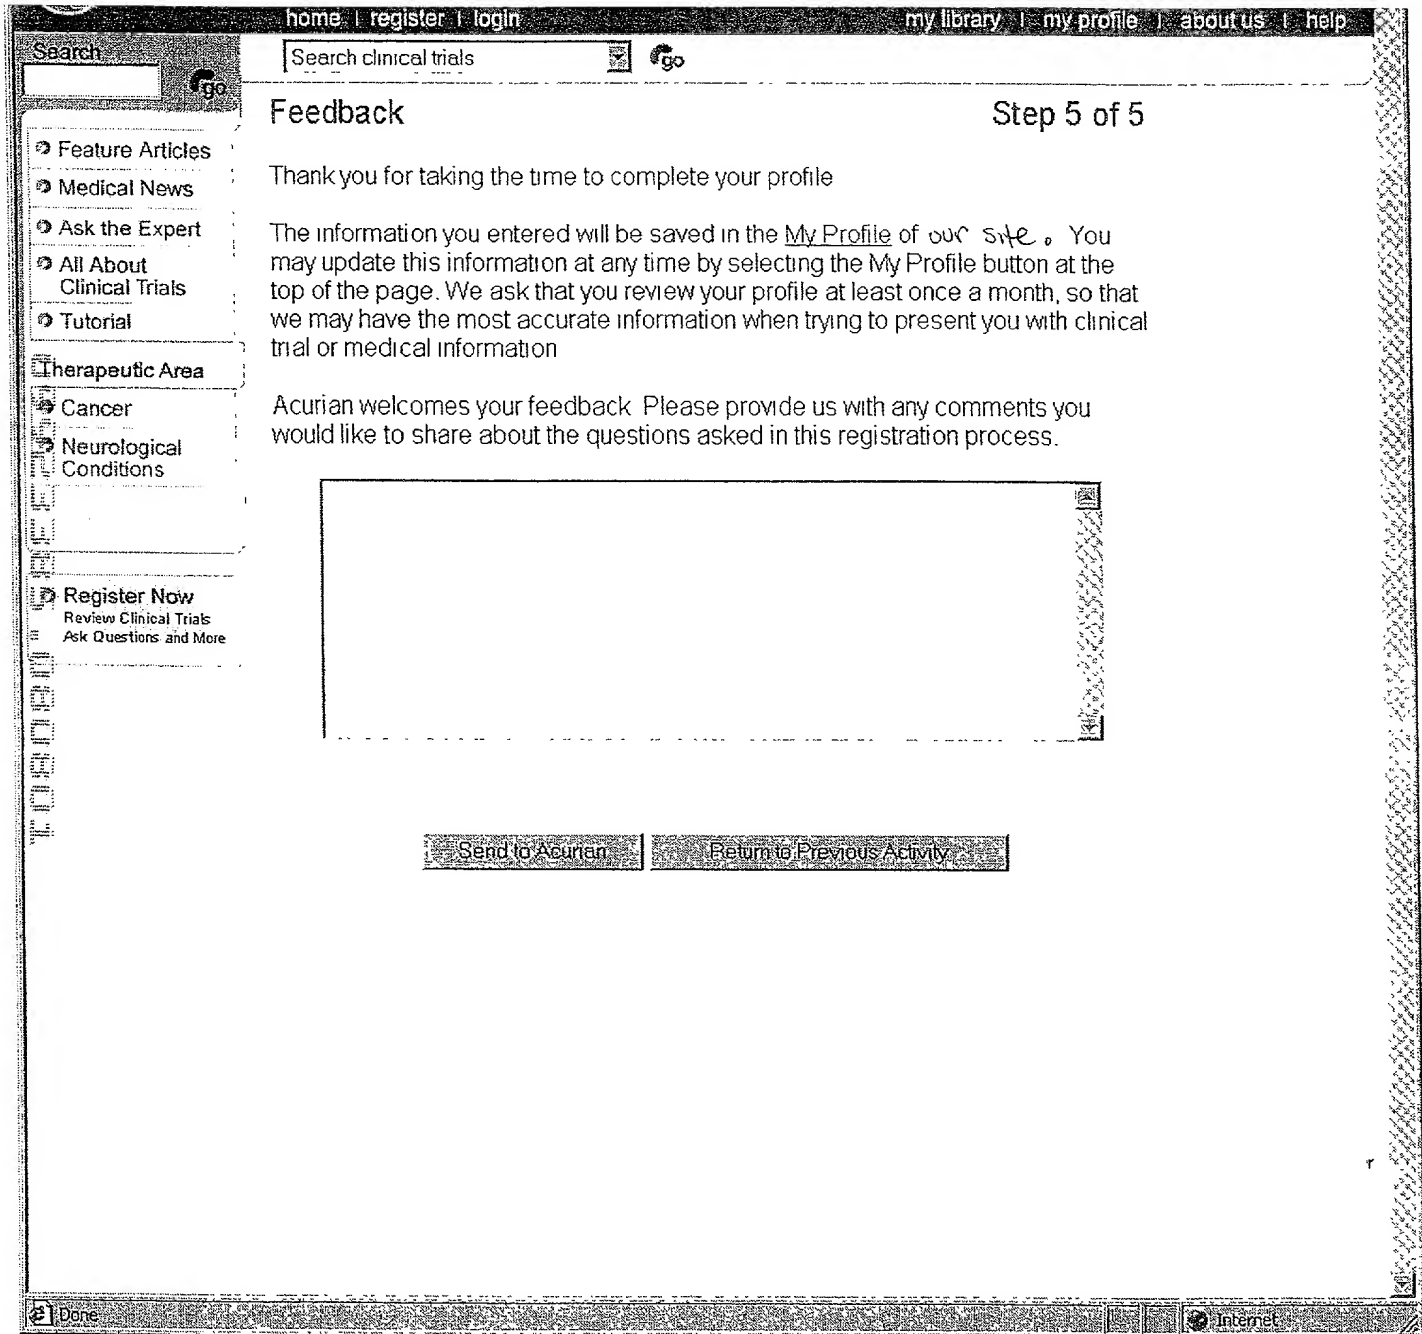 home | register | login
my library | my profile | about us | help
Search
go
Search clinical trials
go
Feedback
Step 5 of 5
Feature Articles
Medical News
Ask the Expert
All About
Clinical Trials
Tutorial
Therapeutic Area
Cancer
Neurological
Conditions
Register Now
Review Clinical Trials
Ask Questions and More
Thank you for taking the time to complete your profile
The information you entered will be saved in the My Profile of our site. You
may update this information at any time by selecting the My Profile button at the
top of the page. We ask that you review your profile at least once a month, so that
we may have the most accurate information when trying to present you with clinical
trial or medical information
Acurian welcomes your feedback Please provide us with any comments you
would like to share about the questions asked in this registration process.
Send to Acurian
Return to Previous Activity
Done
Internet